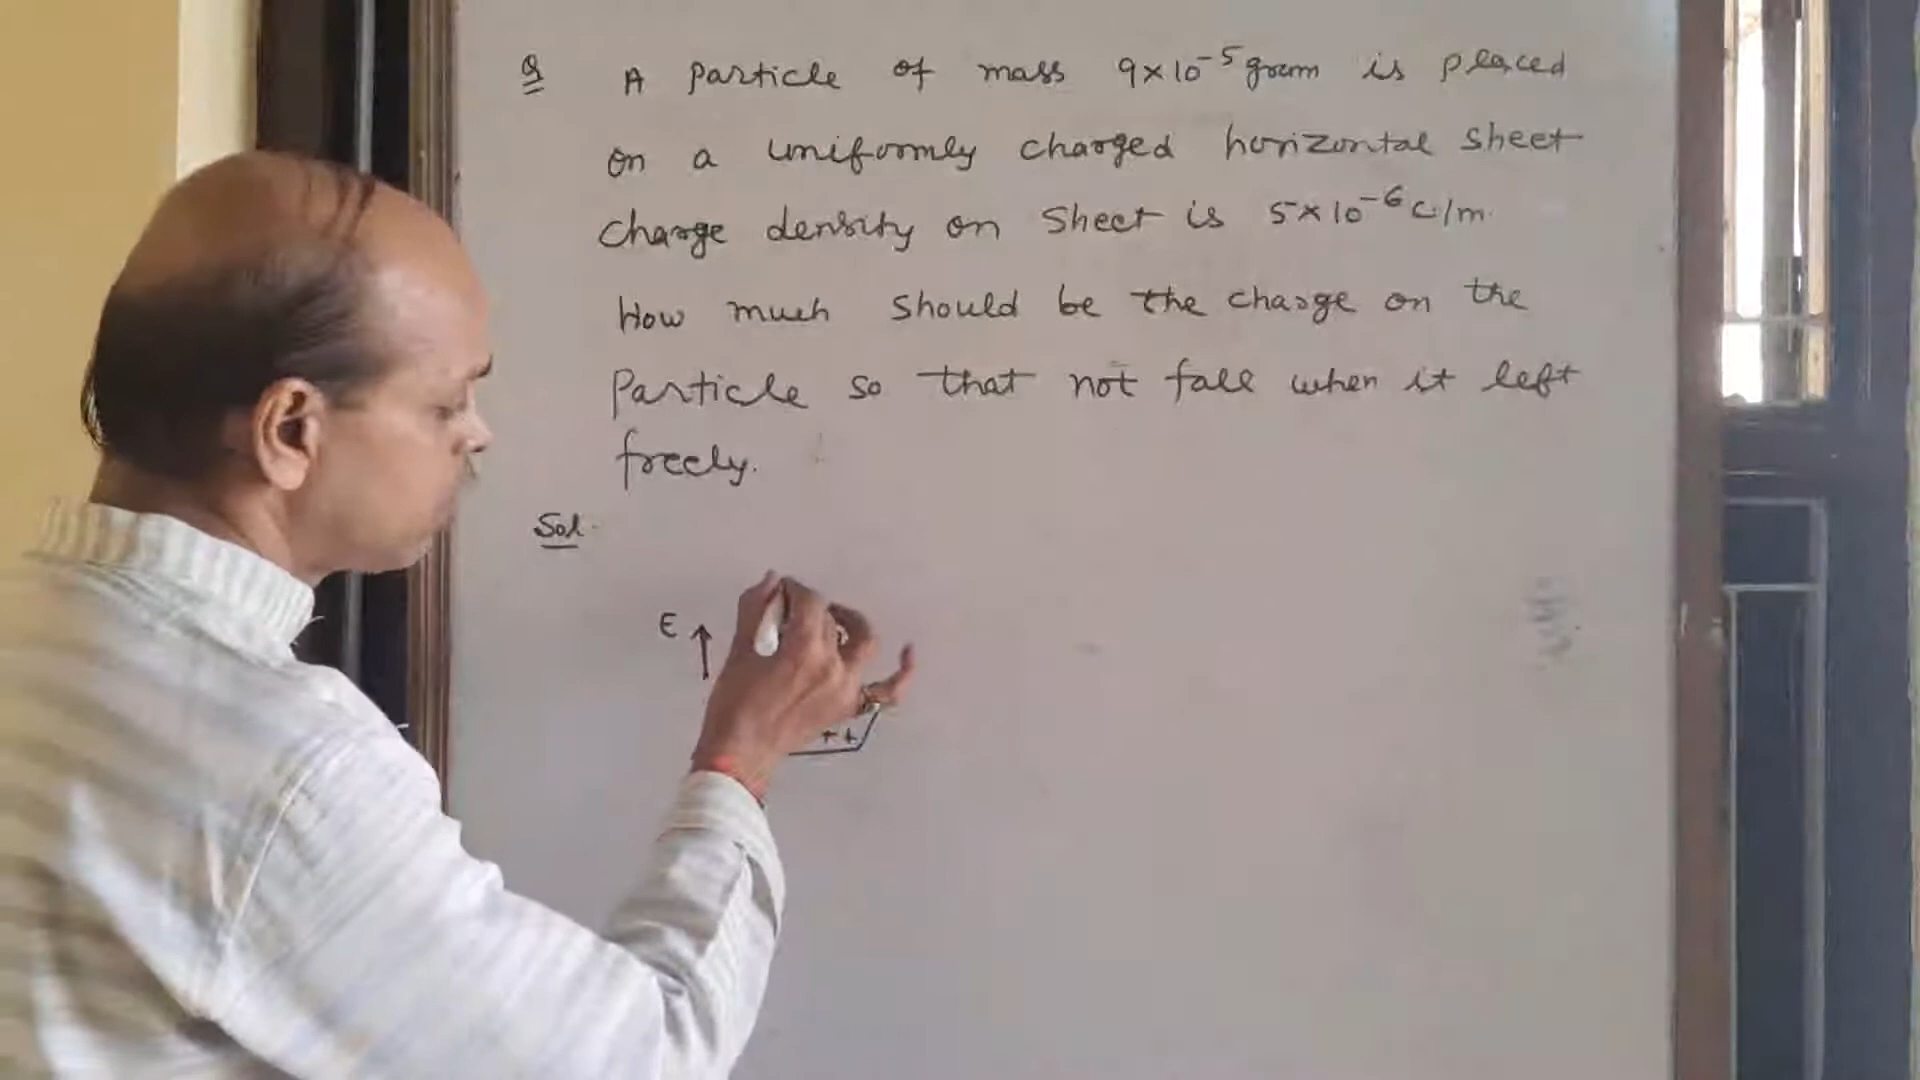 Q A particle of mass 9×10⁻⁵ gram is placed
on a uniformly charged horizontal sheet
charge density on sheet is 5×10⁻⁶ C/m.
How much should be the charge on the
Particle so that not fall when it left
freely.
Sol.
E ↑
+ +